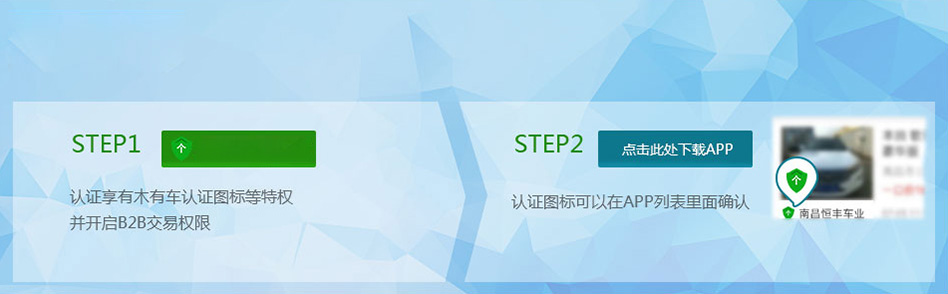 STEP1
个
认证享有木有车认证图标等特权
并开启B2B交易权限
STEP2
点击此处下载APP
认证图标可以在APP列表里面确认
个
个
南昌恒丰车业